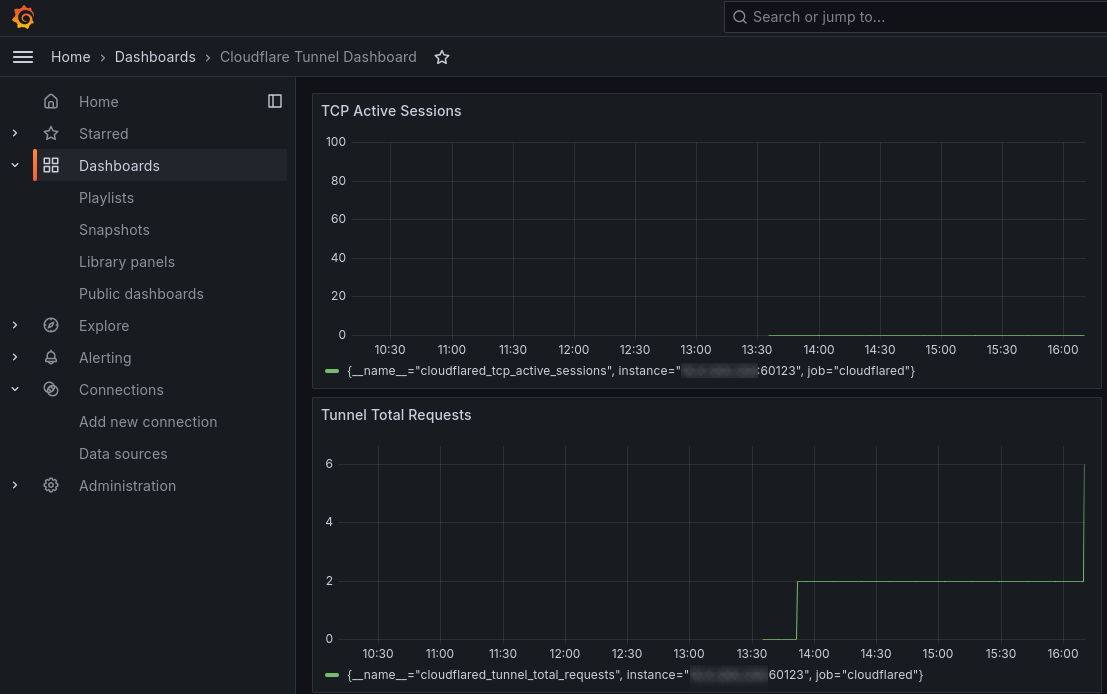 Search or jump to...
Home › Dashboards › Cloudflare Tunnel Dashboard
Home
Starred
Dashboards
Playlists
Snapshots
Library panels
Public dashboards
Explore
Alerting
Connections
Add new connection
Data sources
Administration
TCP Active Sessions
100
80
60
40
20
0
10:30 11:00 11:30 12:00 12:30 13:00 13:30 14:00 14:30 15:00 15:30 16:00
{__name__="cloudflared_tcp_active_sessions", instance=" :60123", job="cloudflared"}
Tunnel Total Requests
6
4
2
0
10:30 11:00 11:30 12:00 12:30 13:00 13:30 14:00 14:30 15:00 15:30 16:00
{__name__="cloudflared_tunnel_total_requests", instance=" 60123", job="cloudflared"}